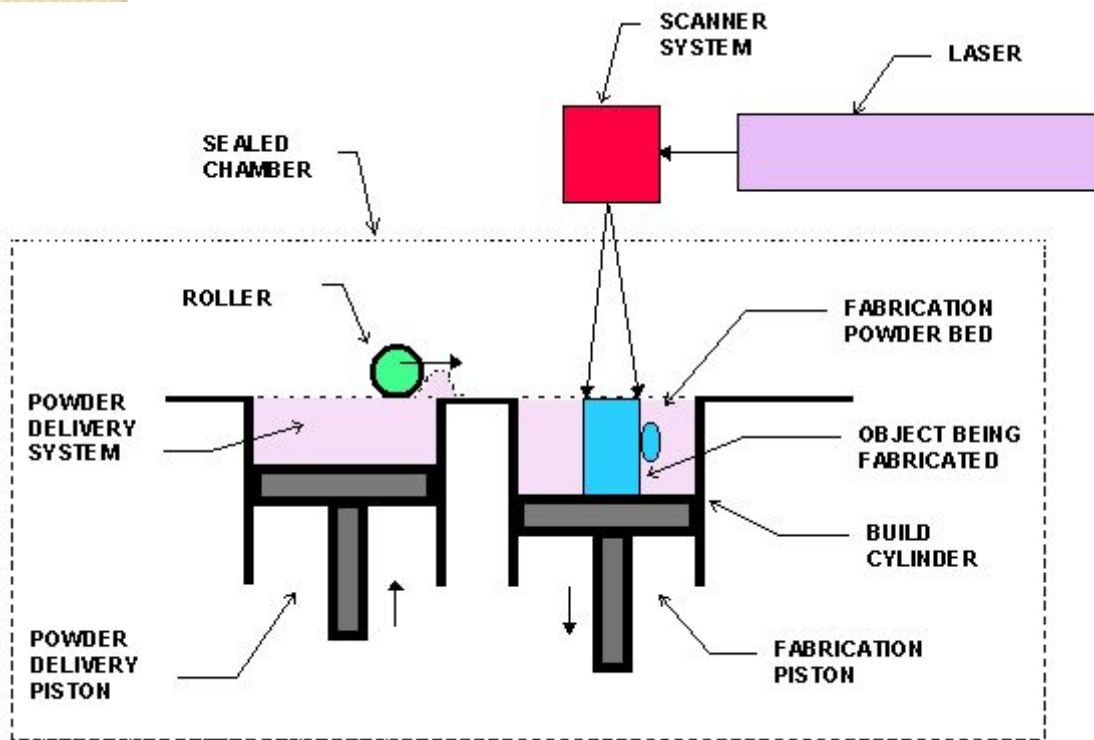 SCANNER
SYSTEM
LASER
SEALED
CHAMBER
ROLLER
FABRICATION
POWDER BED
POWDER
DELIVERY
SYSTEM
OBJECT BEING
FABRICATED
BUILD
CYLINDER
POWDER
DELIVERY
PISTON
FABRICATION
PISTON